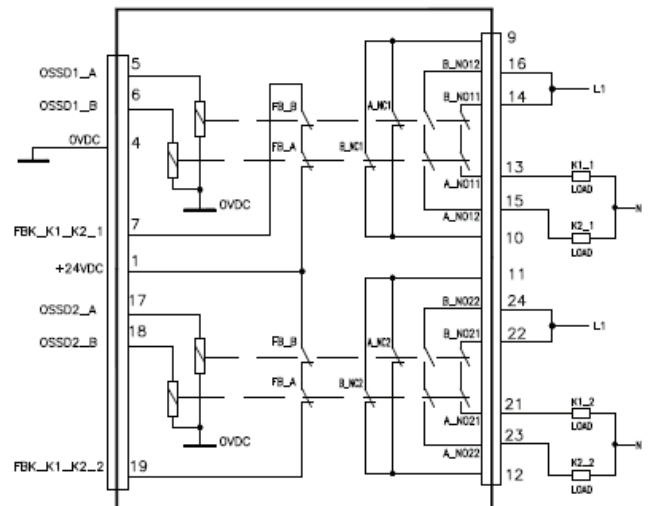 9
5
B_NO12
16
OSSD1_A
L1
6
FB_B
A_NC1
B_NO11
14
OSSD1_B
0VDC
4
FB_A
B_NC1
13
K1_1
LOAD
A_NO11
N
0VDC
15
K2_1
LOAD
A_NO12
7
FBK_K1_K2_1
10
1
+24VDC
11
17
OSSD2_A
B_NO22
24
L1
18
OSSD2_B
FB_B
A_NC2
B_NO21
22
FB_A
B_NC2
21
K1_2
LOAD
A_NO21
N
0VDC
23
K2_2
LOAD
A_NO22
19
FBK_K1_K2_2
12